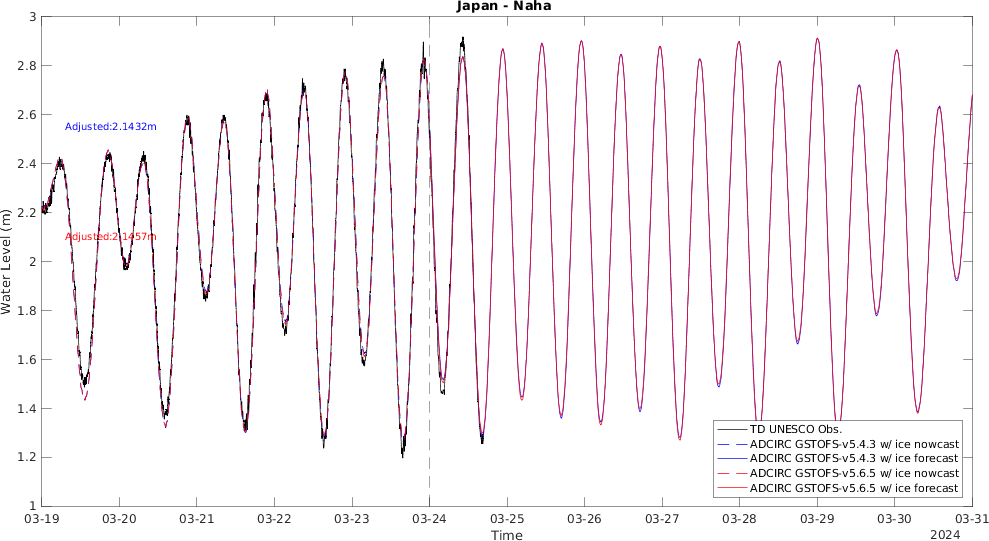 Japan - Naha
3
2.8
2.6
2.4
2.2
2
1.8
1.6
1.4
1.2
1
Water Level (m)
Adjusted:2.1432m
Adjusted:2.1457m
TD UNESCO Obs.
ADCIRC GSTOFS-v5.4.3 w/ ice nowcast
ADCIRC GSTOFS-v5.4.3 w/ ice forecast
ADCIRC GSTOFS-v5.6.5 w/ ice nowcast
ADCIRC GSTOFS-v5.6.5 w/ ice forecast
03-19 03-20 03-21 03-22 03-23 03-24 03-25 03-26 03-27 03-28 03-29 03-30 03-31
Time
2024